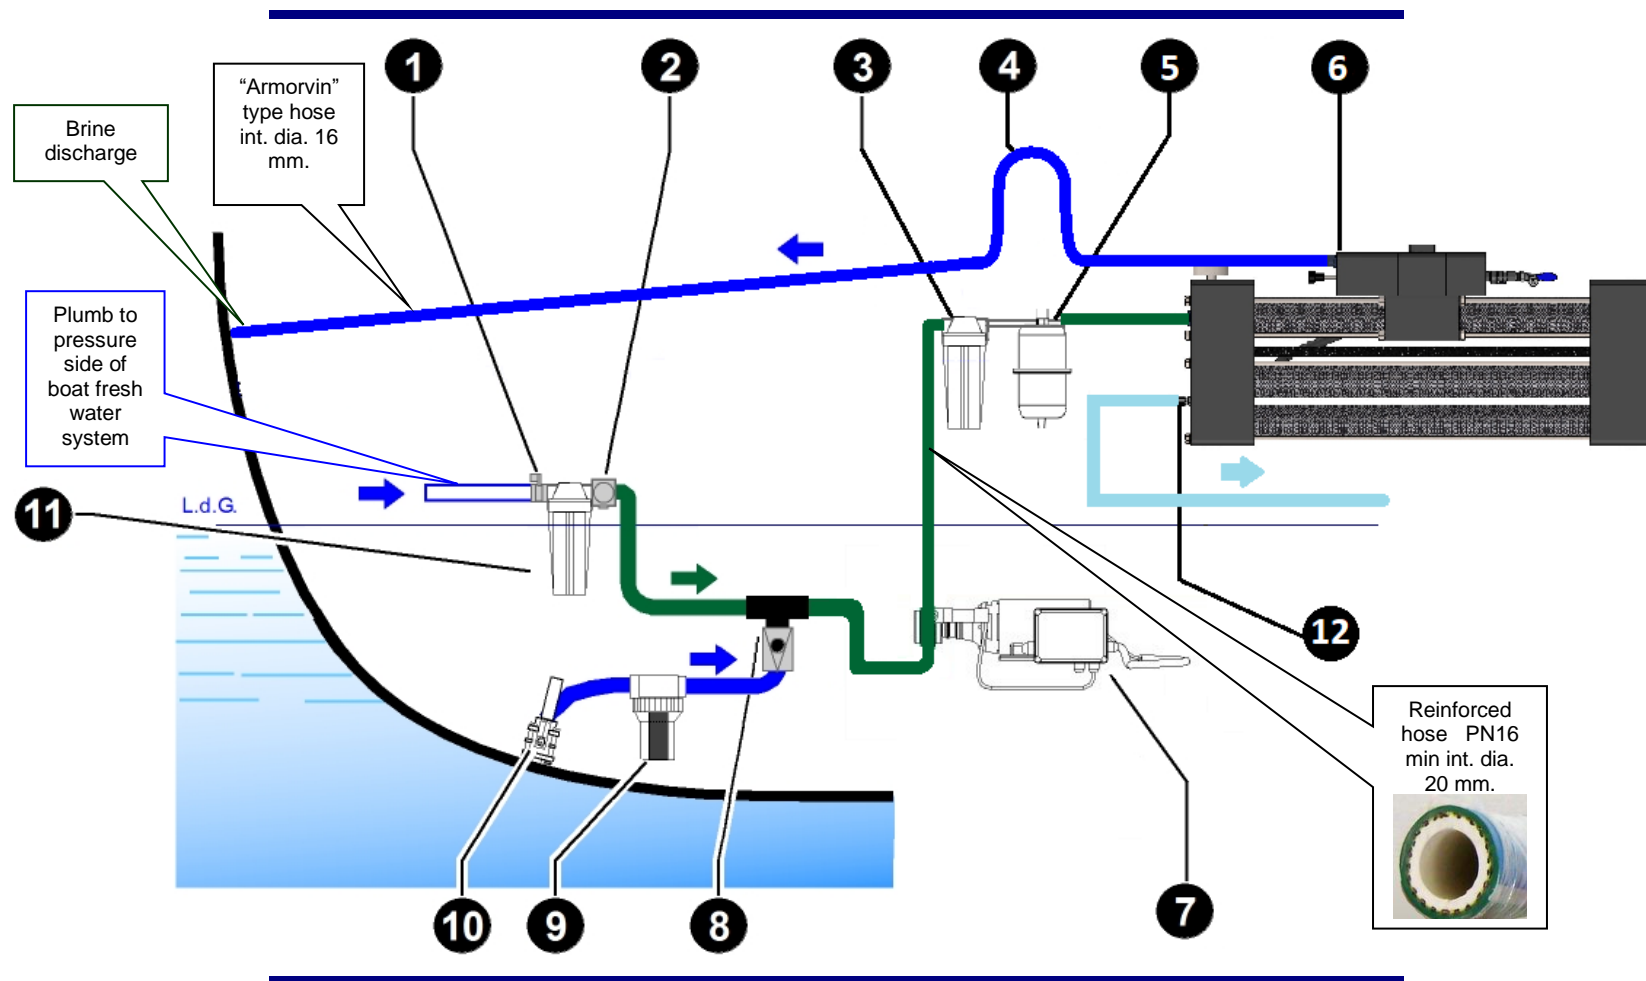 1
2
3
4
5
6
“Armorvin”
type hose
int. dia. 16
mm.
Brine
discharge
Plumb to
pressure
side of
boat fresh
water
system
L.d.G.
11
12
Reinforced
hose PN16
min int. dia.
20 mm.
10
9
8
7